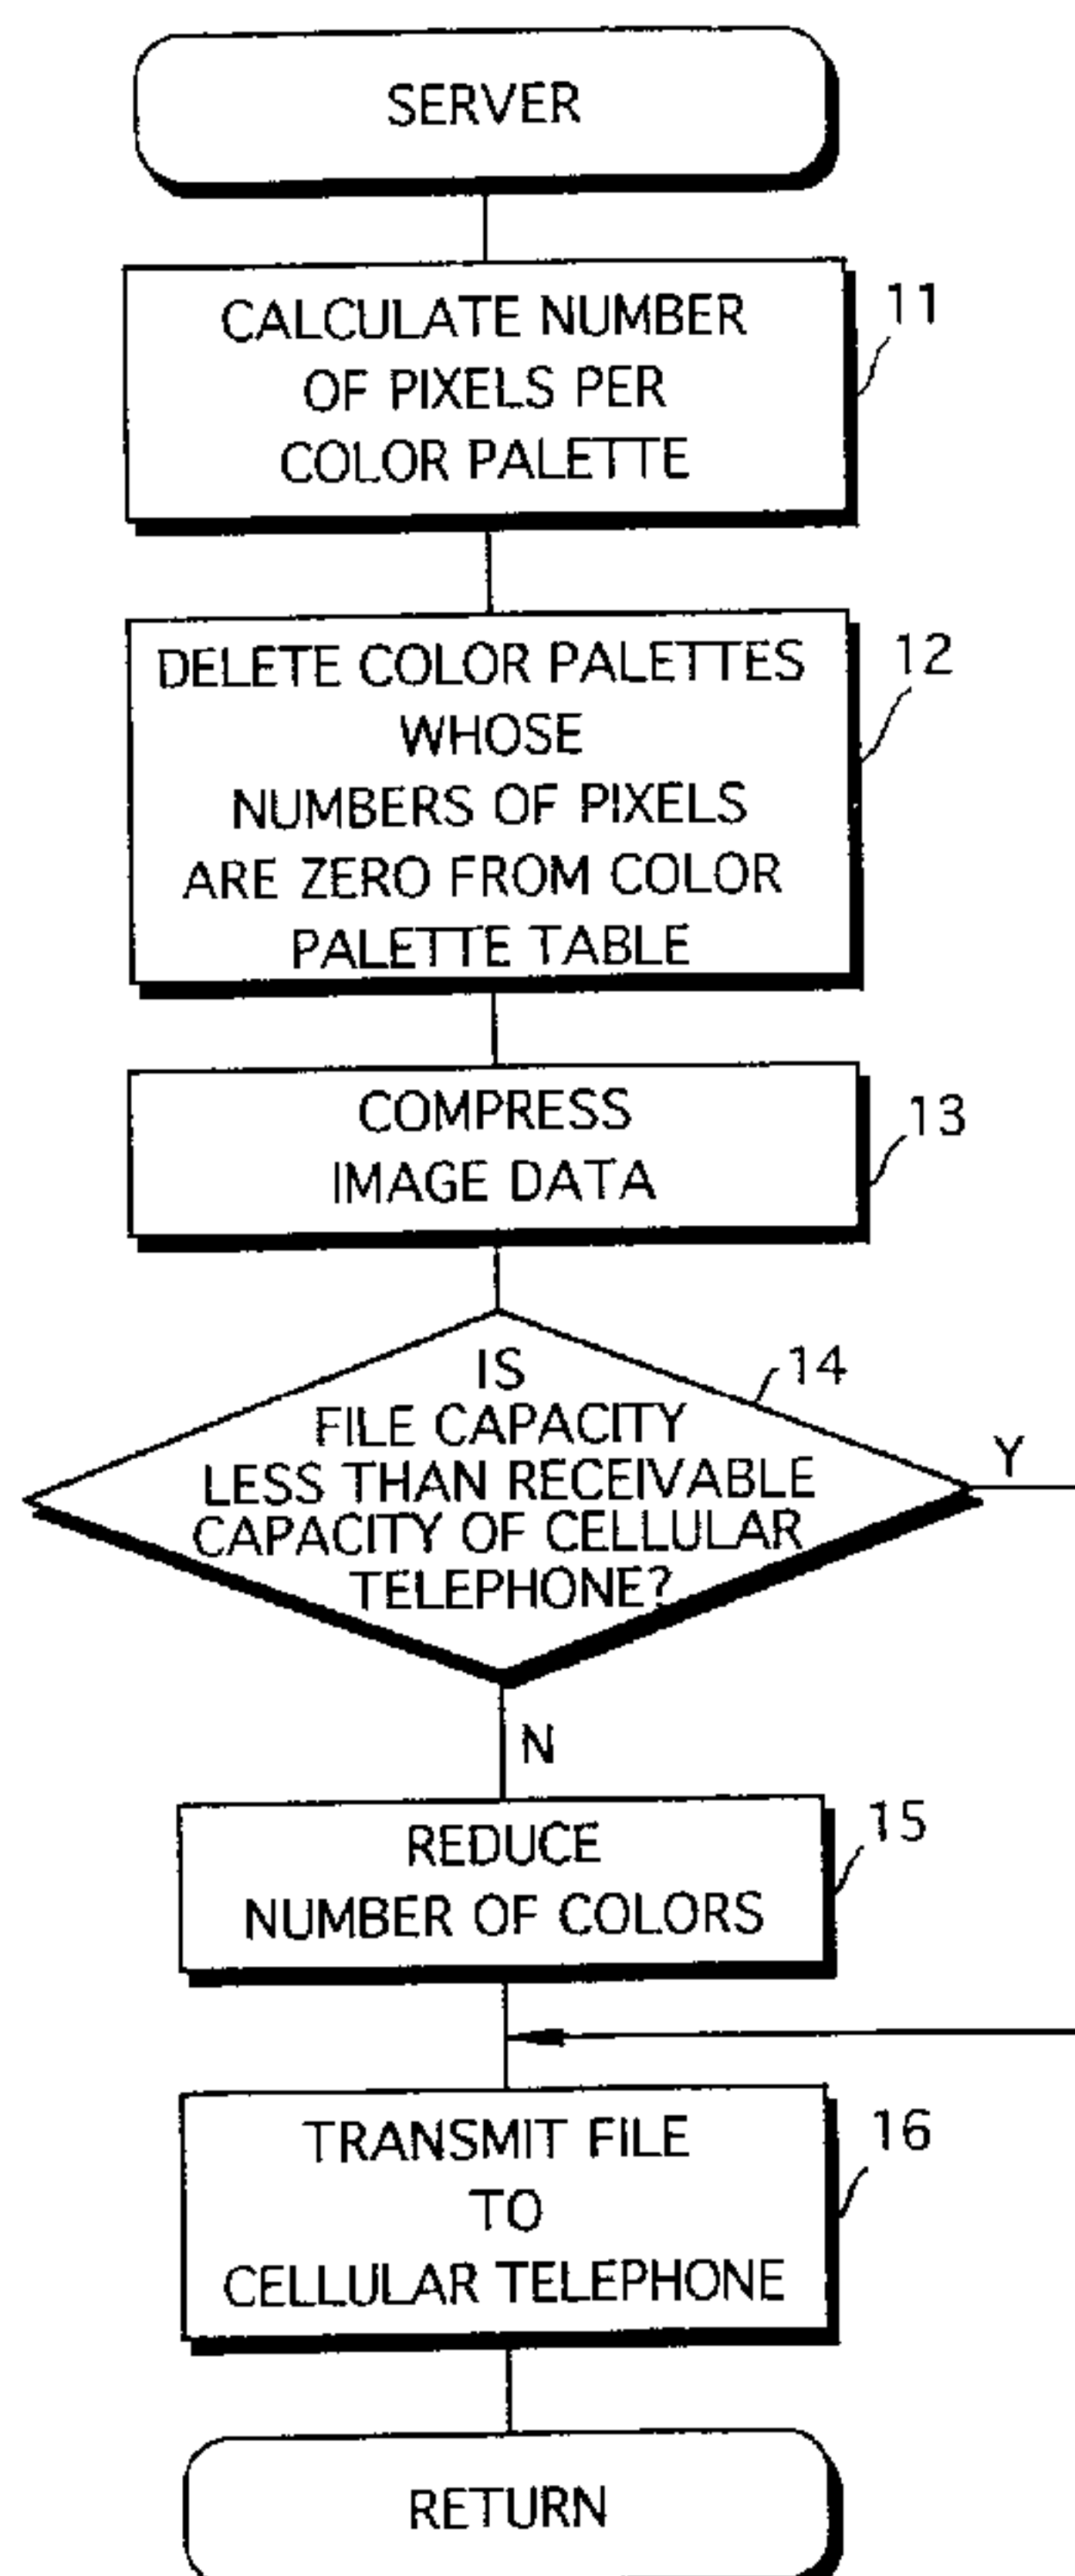 SERVER
CALCULATE NUMBER
OF PIXELS PER
COLOR PALETTE
11
DELETE COLOR PALETTES
WHOSE
NUMBERS OF PIXELS
ARE ZERO FROM COLOR
PALETTE TABLE
12
COMPRESS
IMAGE DATA
13
IS
FILE CAPACITY
LESS THAN RECEIVABLE
CAPACITY OF CELLULAR
TELEPHONE?
14
Y
N
REDUCE
NUMBER OF COLORS
15
TRANSMIT FILE
TO
CELLULAR TELEPHONE
16
RETURN